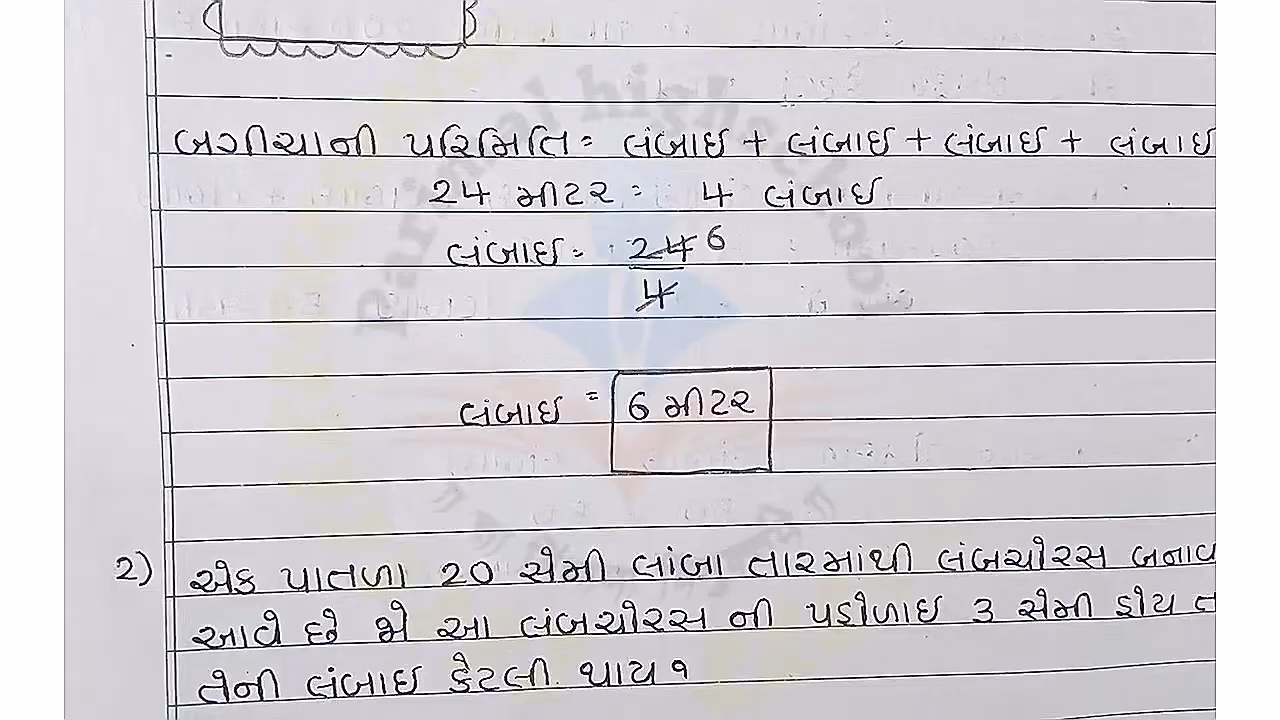 બગીચાની પરિમિતિ = લંબાઇ + લંબાઇ + લંબાઇ + લંબાઇ
24 મીટર = 4 લંબાઇ
લંબાઇ = 24 6
4
લંબાઇ = 6 મીટર
2) એક પાતળા 20 સેમી લાંબા તારમાંથી લંબચોરસ બનાવ
આવે છે જો આ લંબચોરસ ની પહોળાઇ 3 સેમી હોય ત
તેની લંબાઇ કેટલી થાય ?